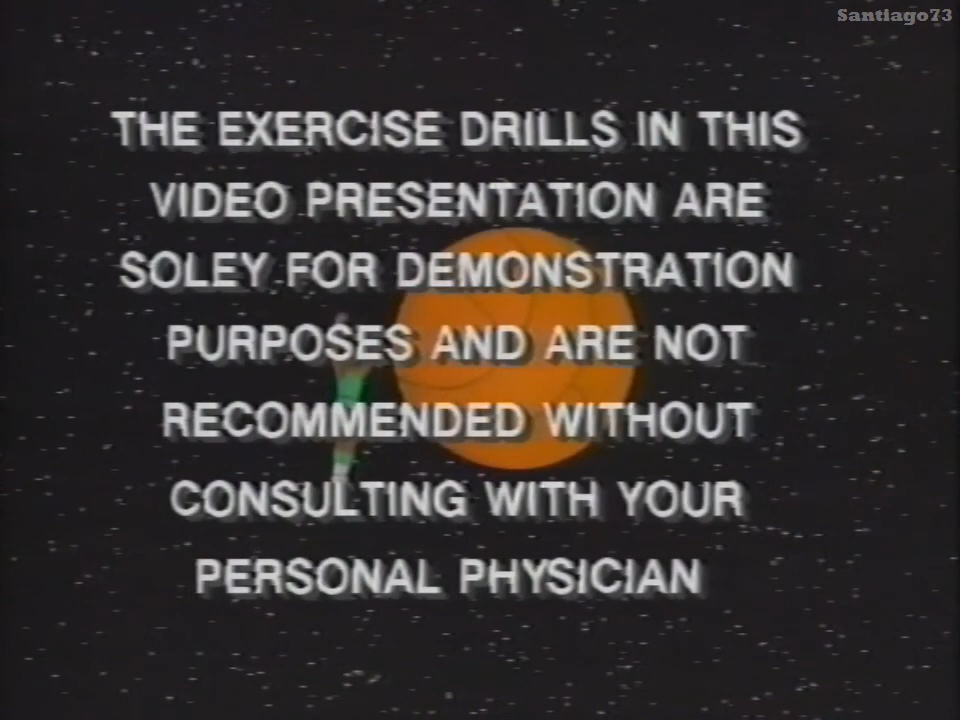 Santiago73
THE EXERCISE DRILLS IN THIS
VIDEO PRESENTATION ARE
SOLEY FOR DEMONSTRATION
PURPOSES AND ARE NOT
RECOMMENDED WITHOUT
CONSULTING WITH YOUR
PERSONAL PHYSICIAN